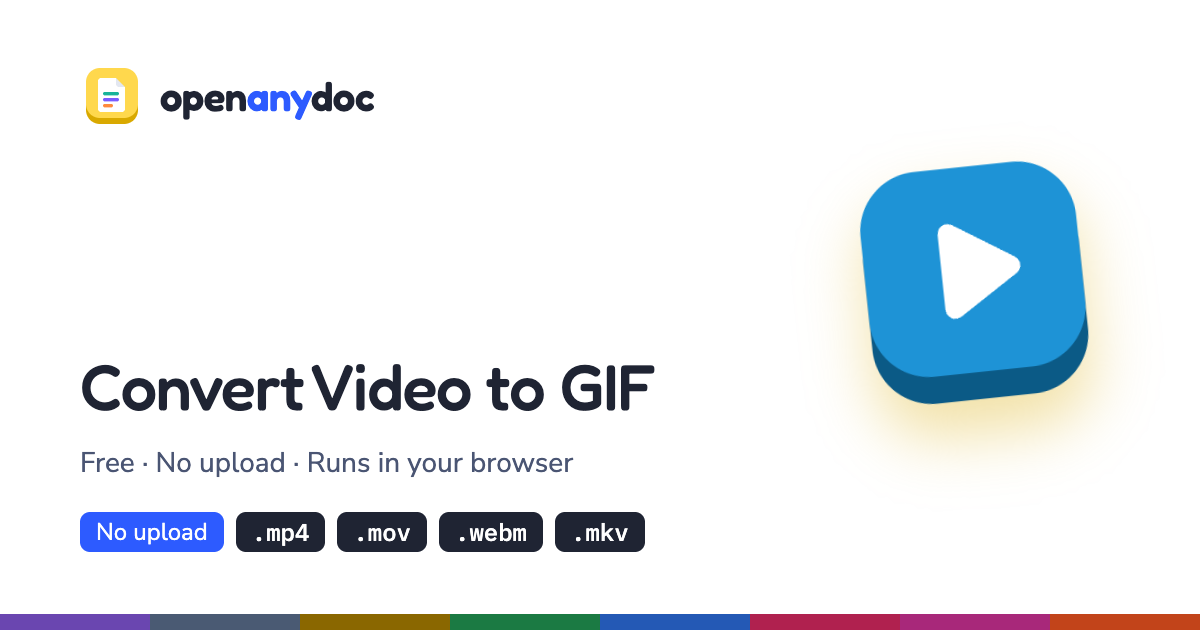 openanydoc
Convert Video to GIF
Free · No upload · Runs in your browser
No upload .mp4 .mov .webm .mkv